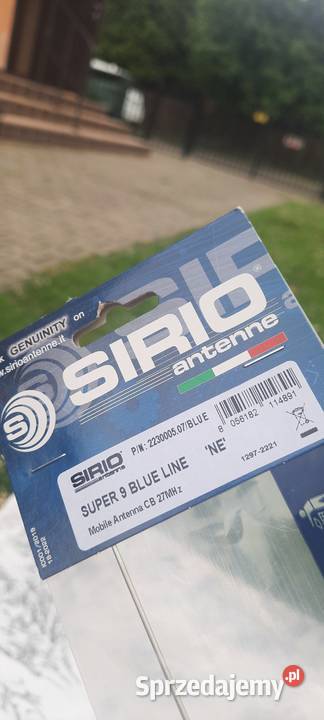 GENUINITY on
www.sirioantenne.it
SIRIO®
antenne
S
SIRIO
antenne
P/N: 2230005.07/BLUE
SUPER 9 BLUE LINE 'NE'
Mobile Antenna CB 27MHz
8 056182 114891
1297-2221
Sprzedajemy.pl